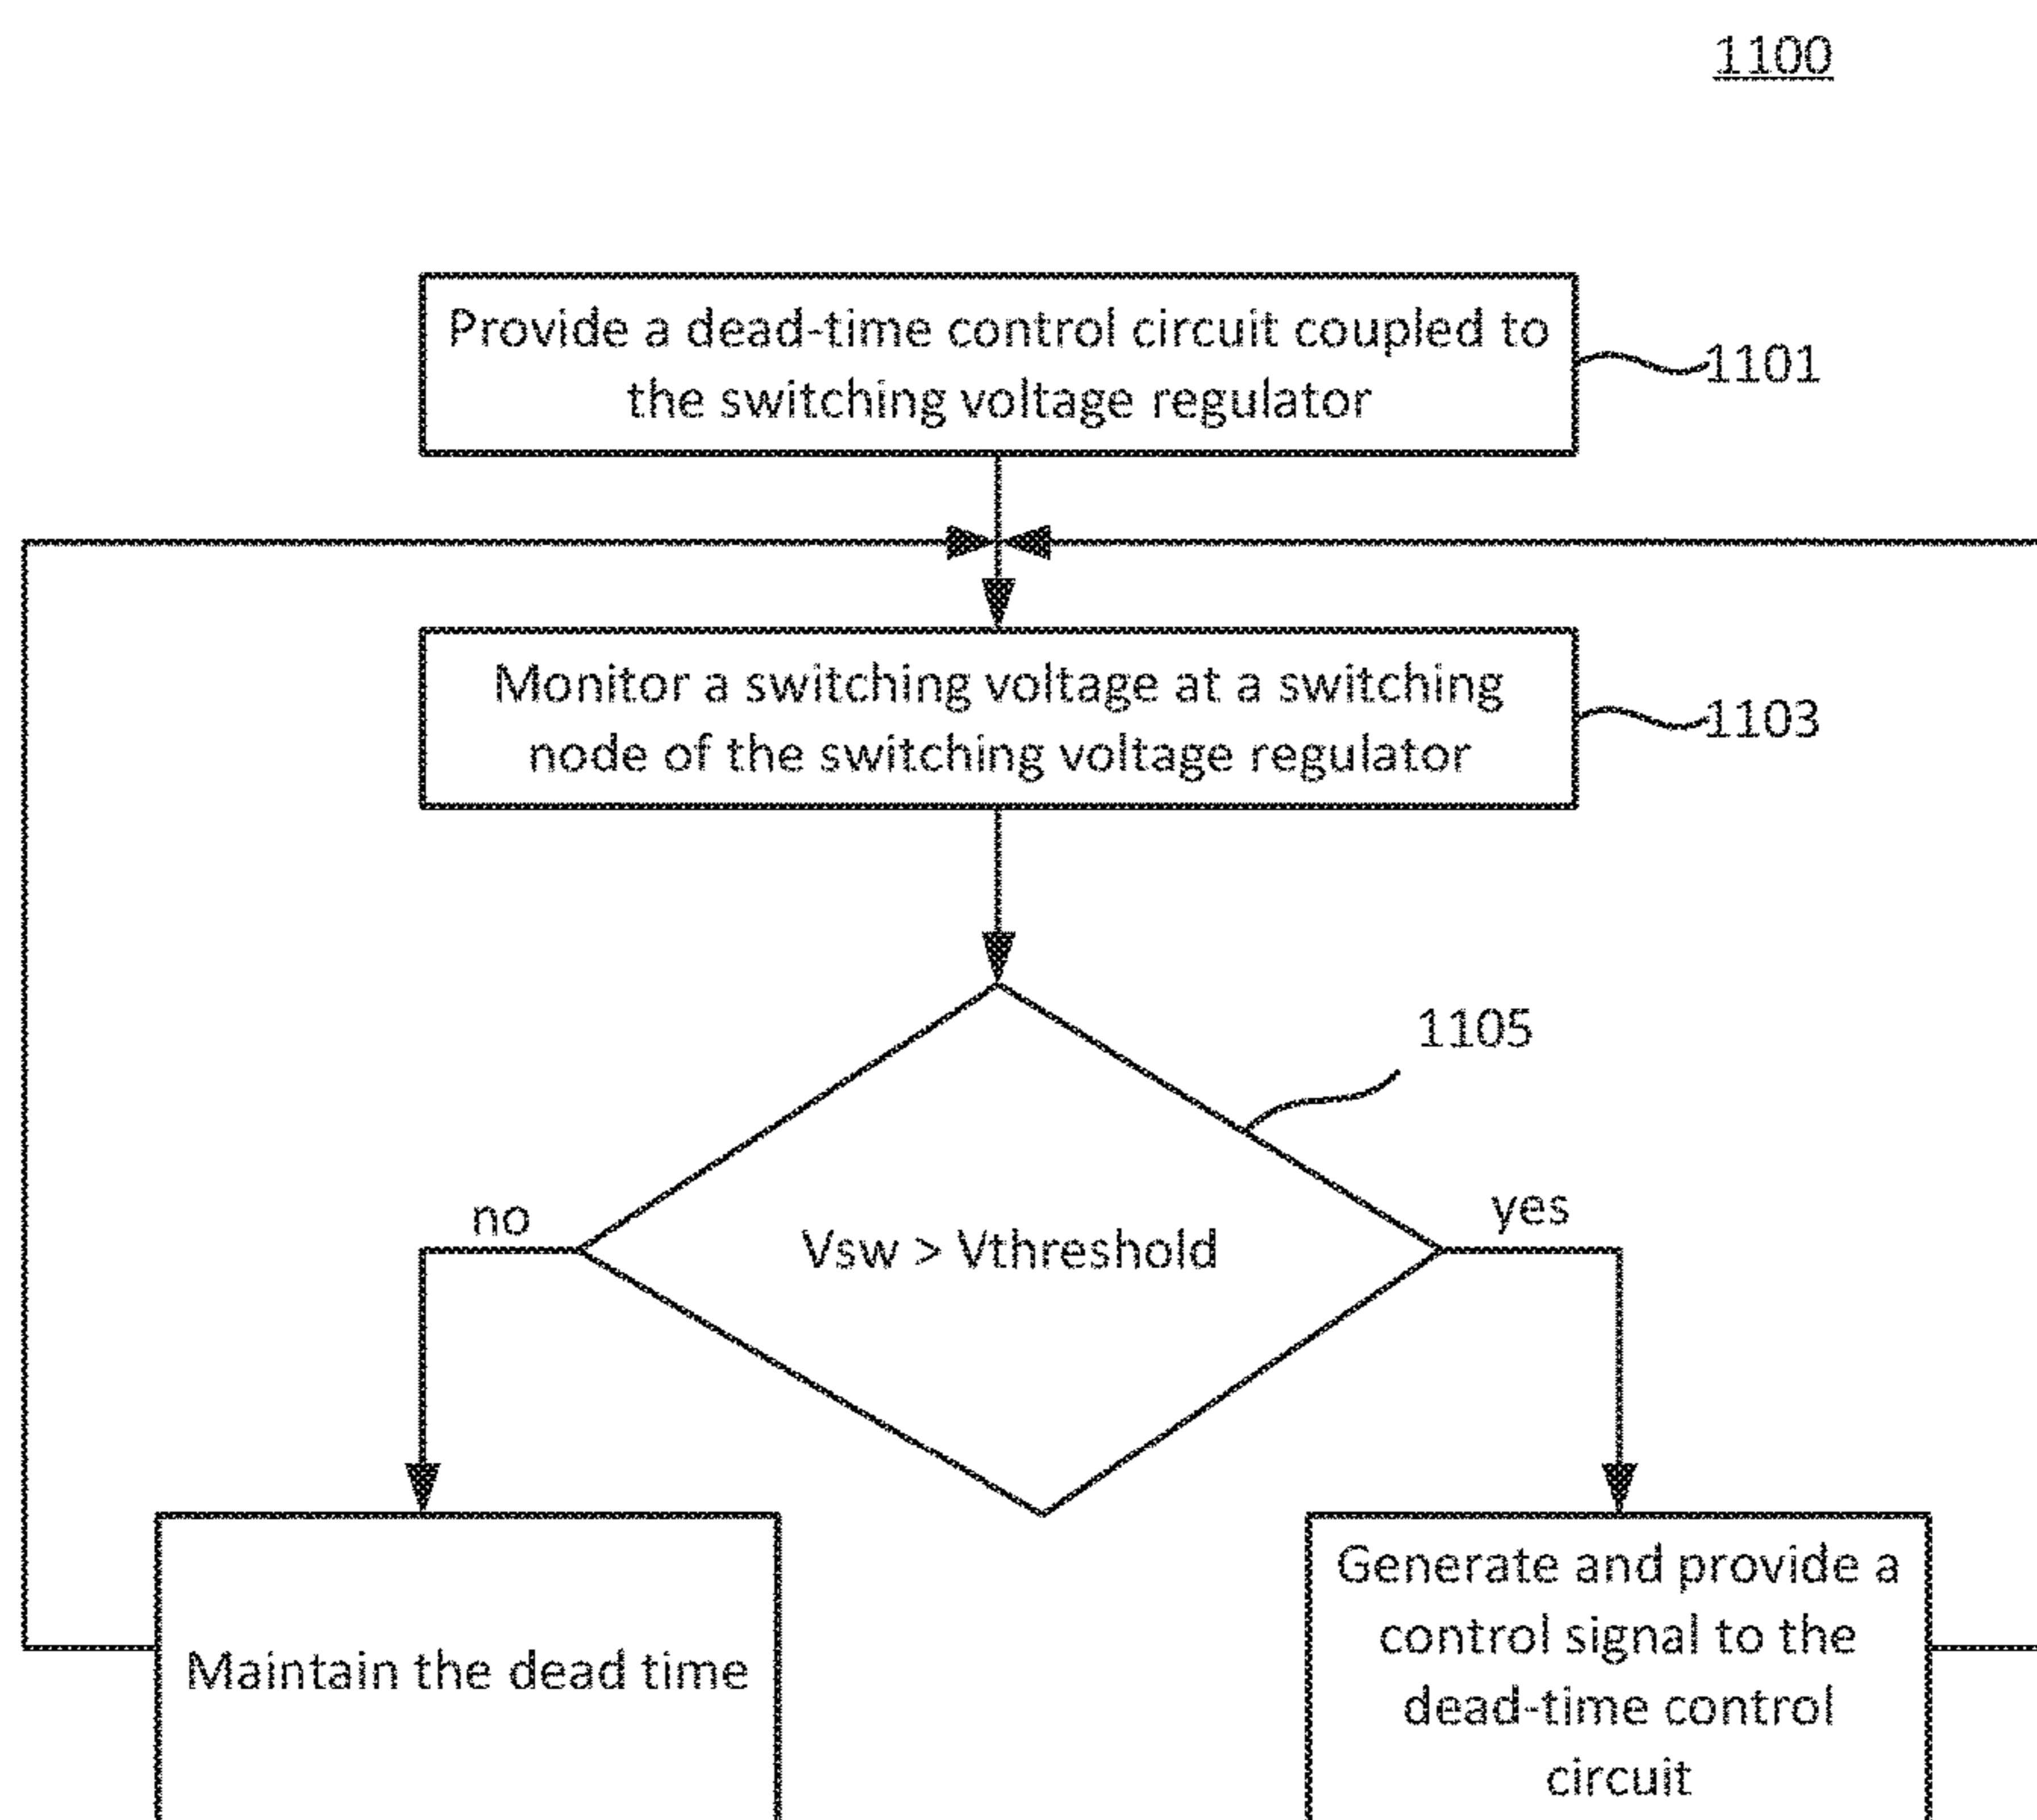 1100
Provide a dead-time control circuit coupled to
the switching voltage regulator
1101
Monitor a switching voltage at a switching
node of the switching voltage regulator
1103
1105
no
yes
Vsw > Vthreshold
Maintain the dead time
Generate and provide a
control signal to the
dead-time control
circuit